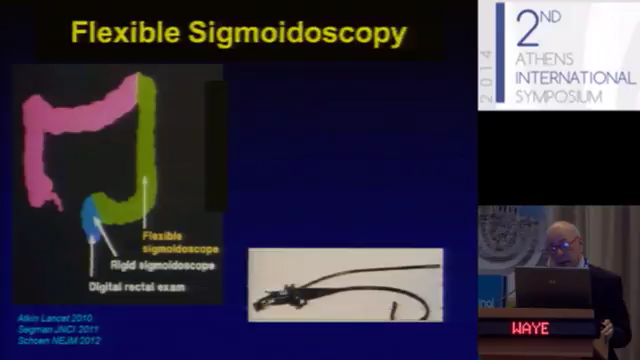 Flexible Sigmoidoscopy
Flexible
sigmoidoscope
Rigid sigmoidoscope
Digital rectal exam
Atkin Lancet 2010
Segman JNCI 2011
Schoen NEJM 2012
2014
2ND
ATHENS
INTERNATIONAL
SYMPOSIUM
WAYE